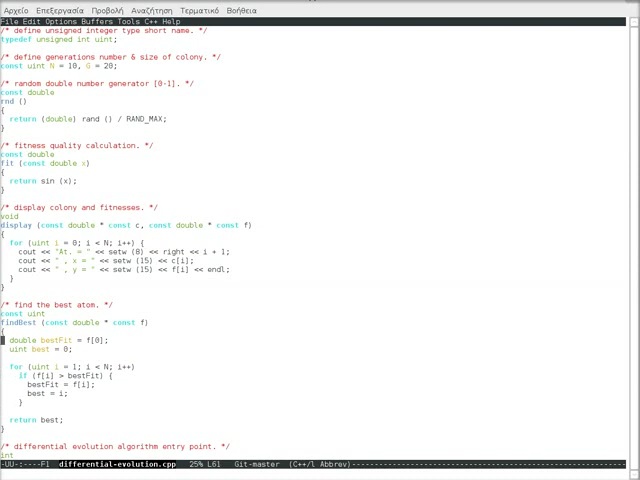 Αρχείο Επεξεργασία Προβολή Αναζήτηση Τερματικό Βοήθεια
File Edit Options Buffers Tools C++ Help
/* define unsigned integer type short name. */
typedef unsigned int uint;
/* define generations number & size of colony. */
const uint N = 10, G = 20;
/* random double number generator [0-1]. */
const double
rnd ()
{
return (double) rand () / RAND_MAX;
}
/* fitness quality calculation. */
const double
fit (const double x)
{
return sin (x);
}
/* display colony and fitnesses. */
void
display (const double * const c, const double * const f)
{
for (uint i = 0; i < N; i++) {
cout << "At. = " << setw (8) << right << i + 1;
cout << " , x = " << setw (15) << c[i];
cout << " , y = " << setw (15) << f[i] << endl;
}
}
/* find the best atom. */
const uint
findBest (const double * const f)
{
double bestFit = f[0];
uint best = 0;
for (uint i = 1; i < N; i++)
if (f[i] > bestFit) {
bestFit = f[i];
best = i;
}
return best;
}
/* differential evolution algorithm entry point. */
int
-UU-:----F1 differential-evolution.cpp 25% L61 Git-master (C++/l Abbrev)------------------------------------------------------